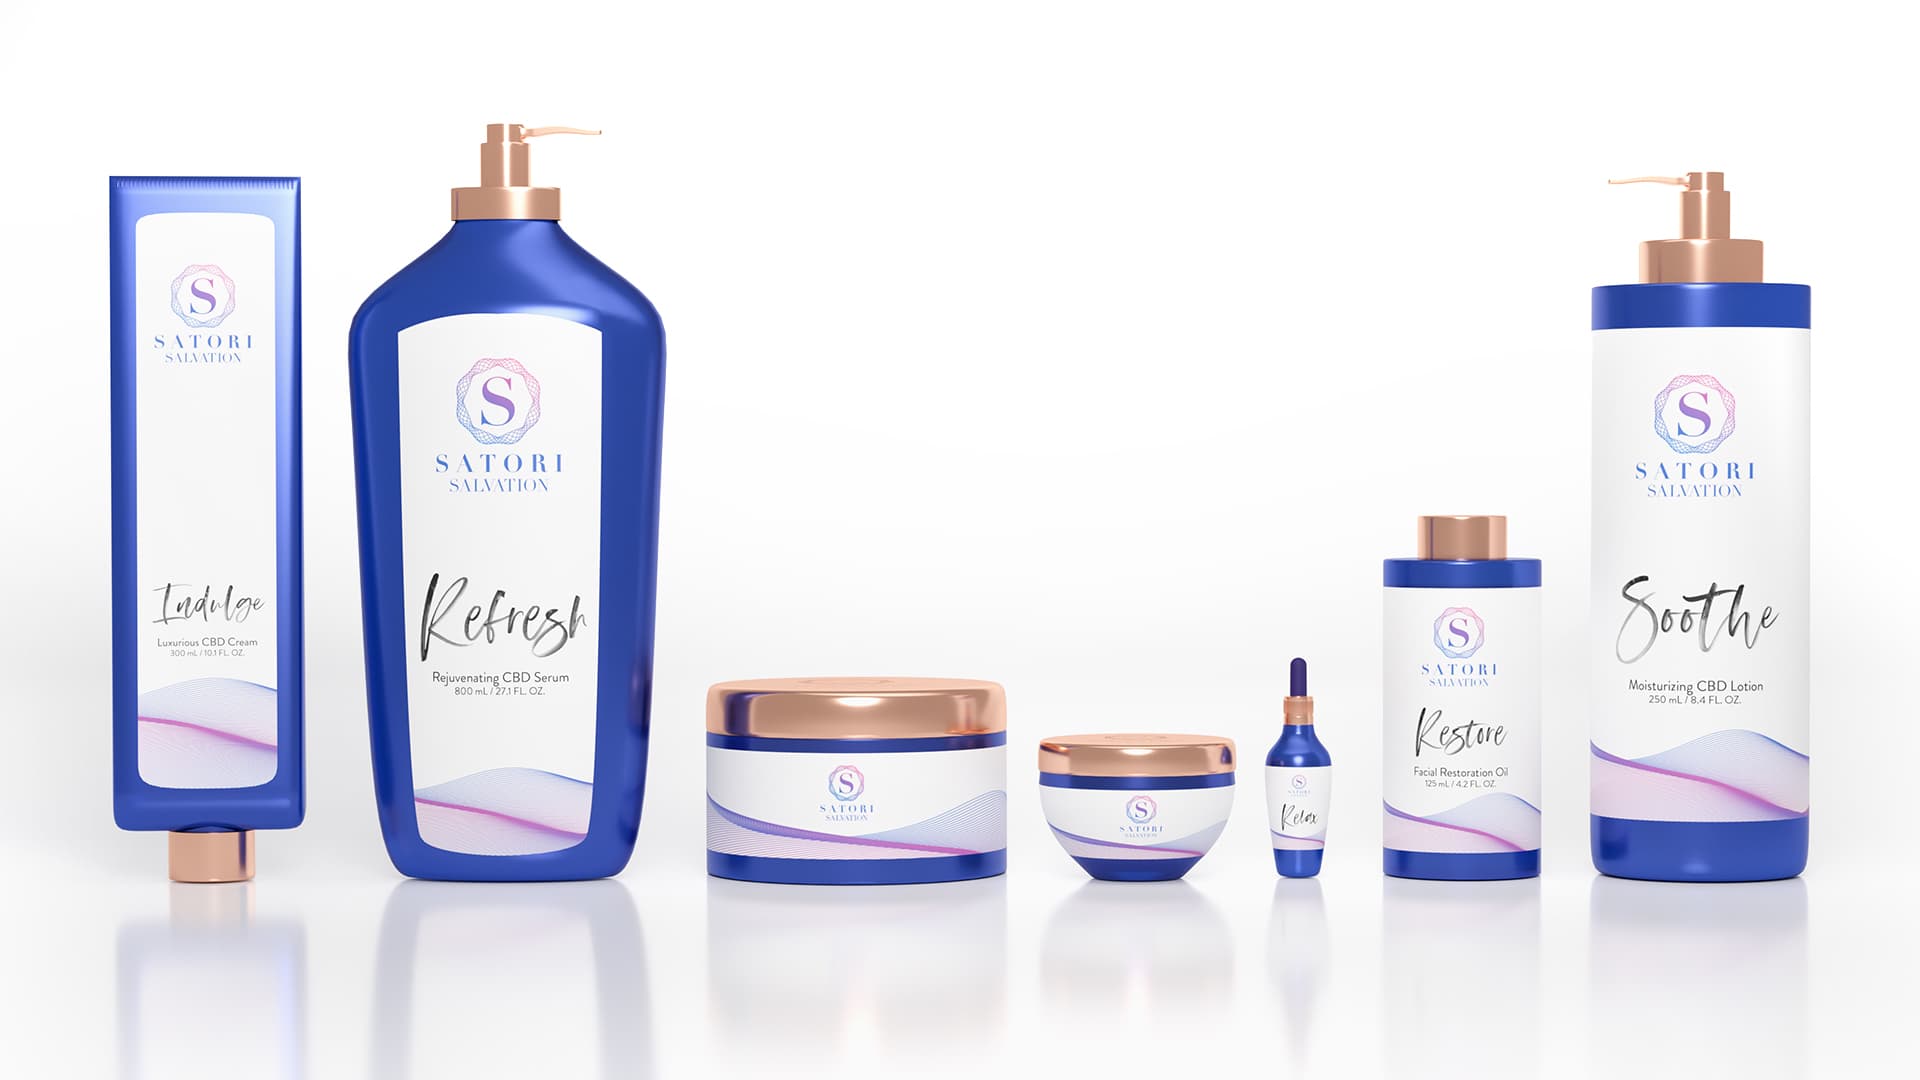 S
SATORI
SALVATION
Indulge
Luxurious CBD Cream
300 mL / 10.1 FL. OZ.
S
SATORI
SALVATION
Refresh
Rejuvenating CBD Serum
800 mL / 27.1 FL. OZ.
S
SATORI
SALVATION
S
SATORI
SALVATION
S
Relax
S
SATORI
SALVATION
Restore
Facial Restoration Oil
125 mL / 4.2 FL. OZ.
S
SATORI
SALVATION
Soothe
Moisturizing CBD Lotion
250 mL / 8.4 FL. OZ.